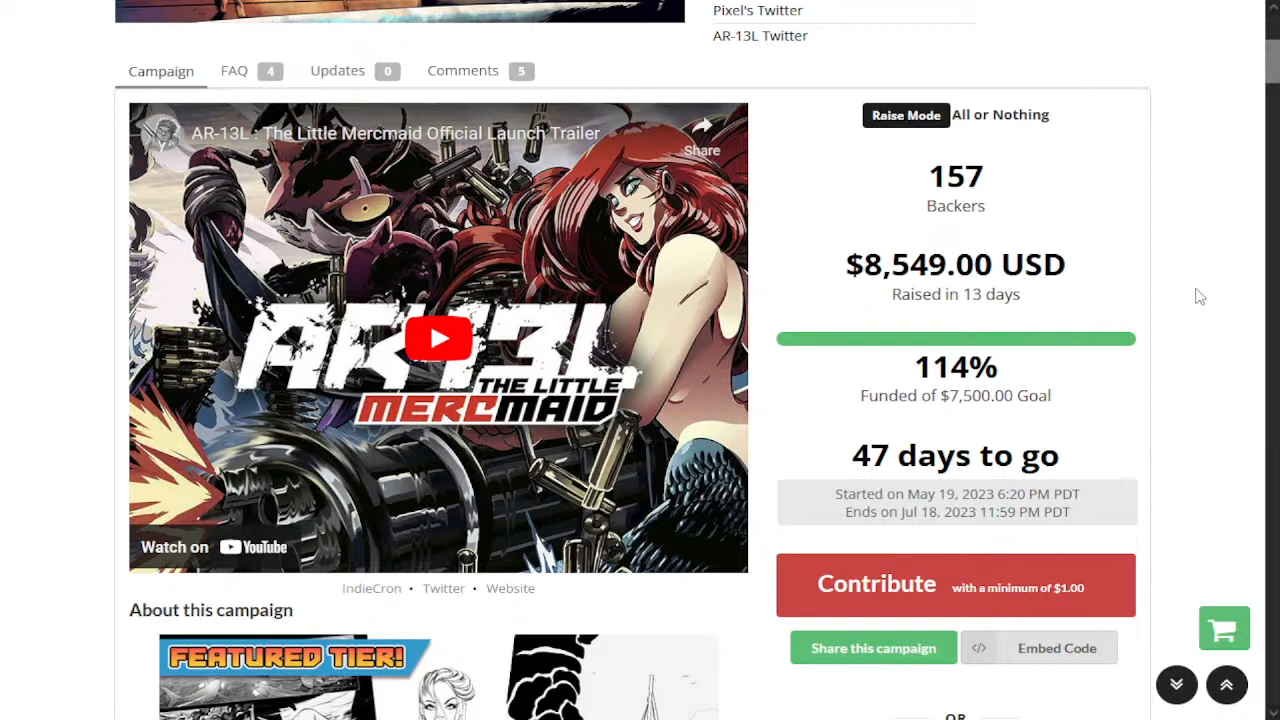 Pixel's Twitter
AR-13L Twitter
Campaign
FAQ 4
Updates 0
Comments 5
AR-13L : The Little Mercmaid Official Launch Trailer
Share
AR13L
THE LITTLE
MERCMAID
Watch on YouTube
IndieCron • Twitter • Website
About this campaign
FEATURED TIER!
Raise Mode All or Nothing
157
Backers
$8,549.00 USD
Raised in 13 days
114%
Funded of $7,500.00 Goal
47 days to go
Started on May 19, 2023 6:20 PM PDT
Ends on Jul 18, 2023 11:59 PM PDT
Contribute with a minimum of $1.00
Share this campaign
</> Embed Code
OR